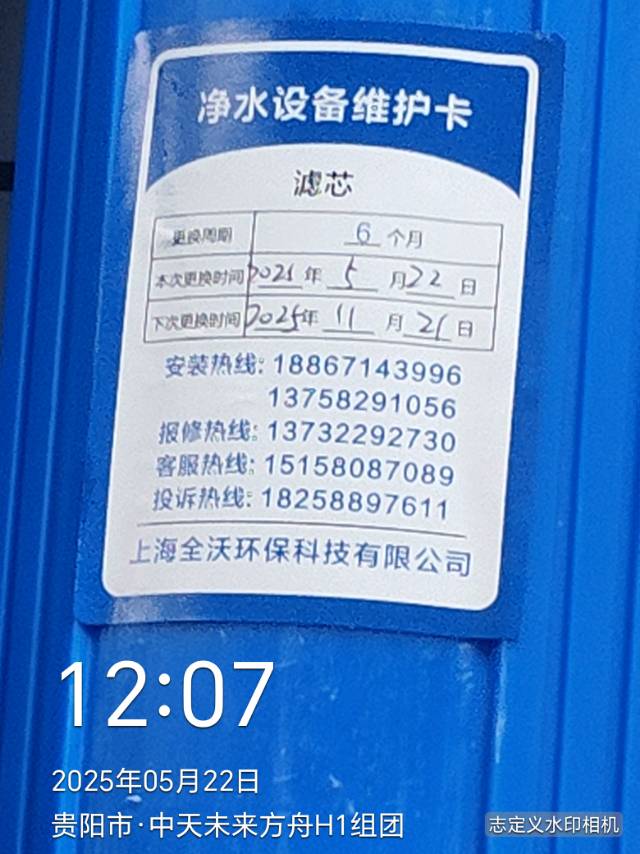 净水设备维护卡
滤芯
更换周期 6 个月
本次更换时间 2025 年 5 月 22 日
下次更换时间 2025 年 11 月 21 日
安装热线: 18867143996
13758291056
报修热线: 13732292730
客服热线: 15158087089
投诉热线: 18258897611
上海全沃环保科技有限公司
12:07
2025年05月22日
贵阳市·中天未来方舟H1组团
志定义水印相机